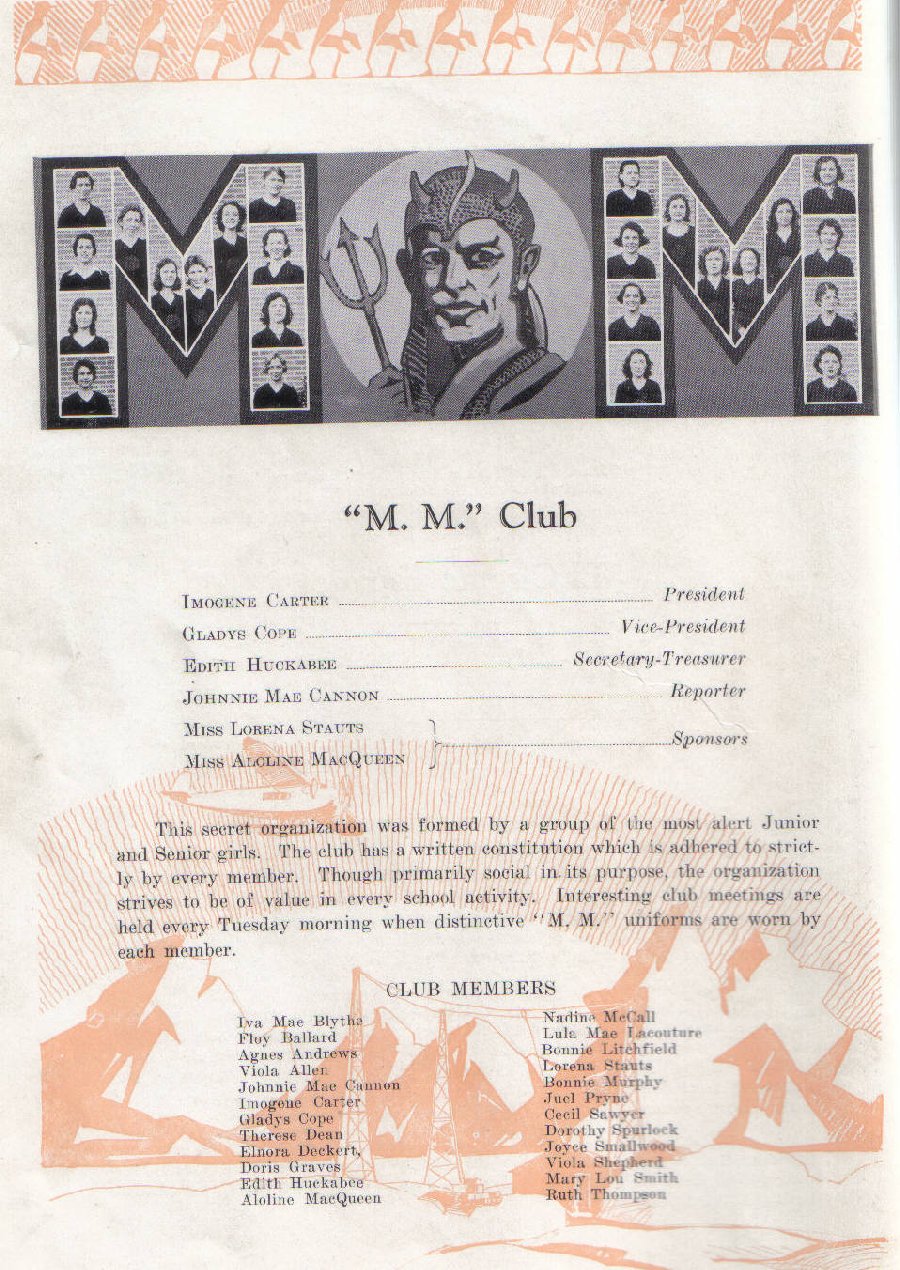 "M. M." Club
IMOGENE CARTER President
GLADYS COPE Vice-President
EDITH HUCKABEE Secretary-Treasurer
JOHNNIE MAE CANNON Reporter
MISS LORENA STAUTS
Sponsors
MISS ALOLINE MACQUEEN
This secret organization was formed by a group of the most alert Junior
and Senior girls. The club has a written constitution which is adhered to strict-
ly by every member. Though primarily social in its purpose, the organization
strives to be of value in every school activity. Interesting club meetings are
held every Tuesday morning when distinctive "M. M." uniforms are worn by
each member.
CLUB MEMBERS
Iva Mae Blythe
Floy Ballard
Agnes Andrews
Viola Allen
Johnnie Mae Cannon
Imogene Carter
Gladys Cope
Therese Dean
Elnora Deckert,
Doris Graves
Edith Huckabee
Aloline MacQueen
Nadine McCall
Lula Mae Lacouture
Bonnie Litchfield
Lorena Stauts
Bonnie Murphy
Juel Pryne
Cecil Sawyer
Dorothy Spurlock
Joyce Smallwood
Viola Shepherd
Mary Lou Smith
Ruth Thompson